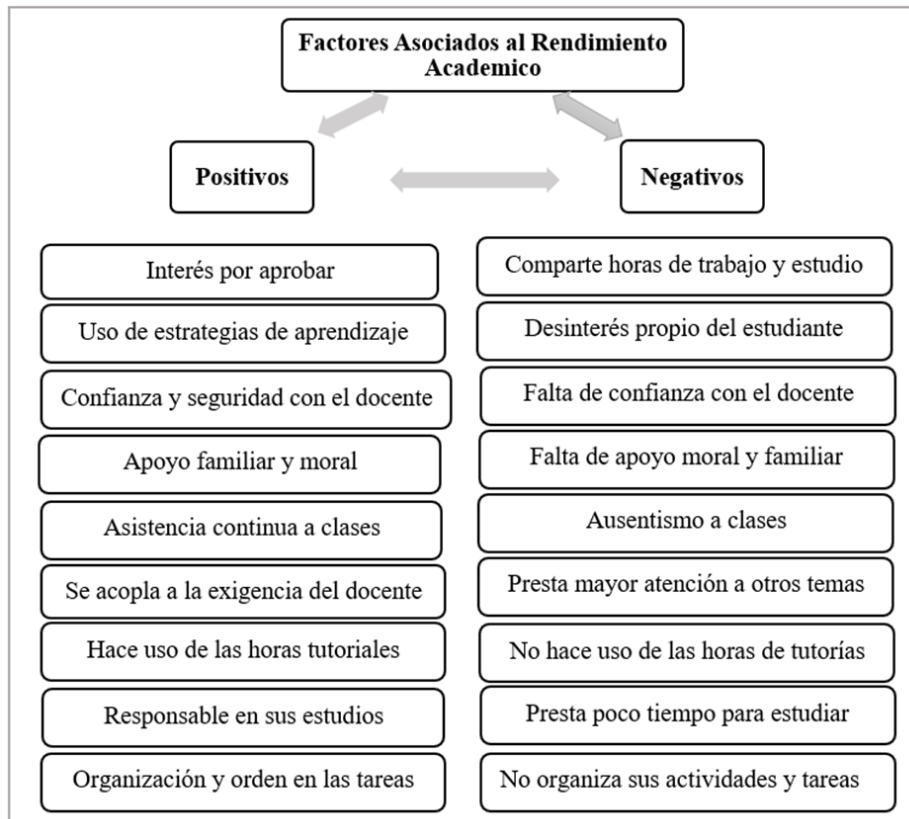 Factores Asociados al Rendimiento
Academico
Positivos
Negativos
Interés por aprobar
Uso de estrategias de aprendizaje
Confianza y seguridad con el docente
Apoyo familiar y moral
Asistencia continua a clases
Se acopla a la exigencia del docente
Hace uso de las horas tutoriales
Responsable en sus estudios
Organización y orden en las tareas
Comparte horas de trabajo y estudio
Desinterés propio del estudiante
Falta de confianza con el docente
Falta de apoyo moral y familiar
Ausentismo a clases
Presta mayor atención a otros temas
No hace uso de las horas de tutorías
Presta poco tiempo para estudiar
No organiza sus actividades y tareas